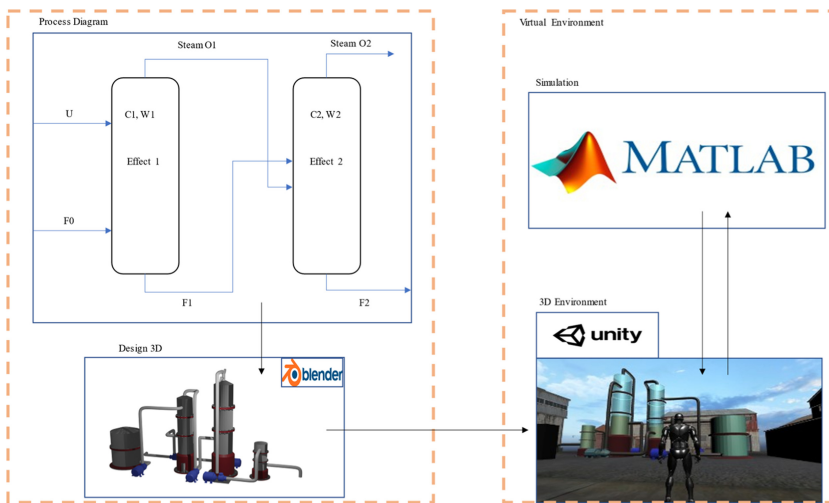 Process Diagram
Steam O1
Steam O2
U
C1, W1
C2, W2
Effect 1
Effect 2
F0
F1
F2
Design 3D
blender
Virtual Environment
Simulation
MATLAB
3D Environment
unity